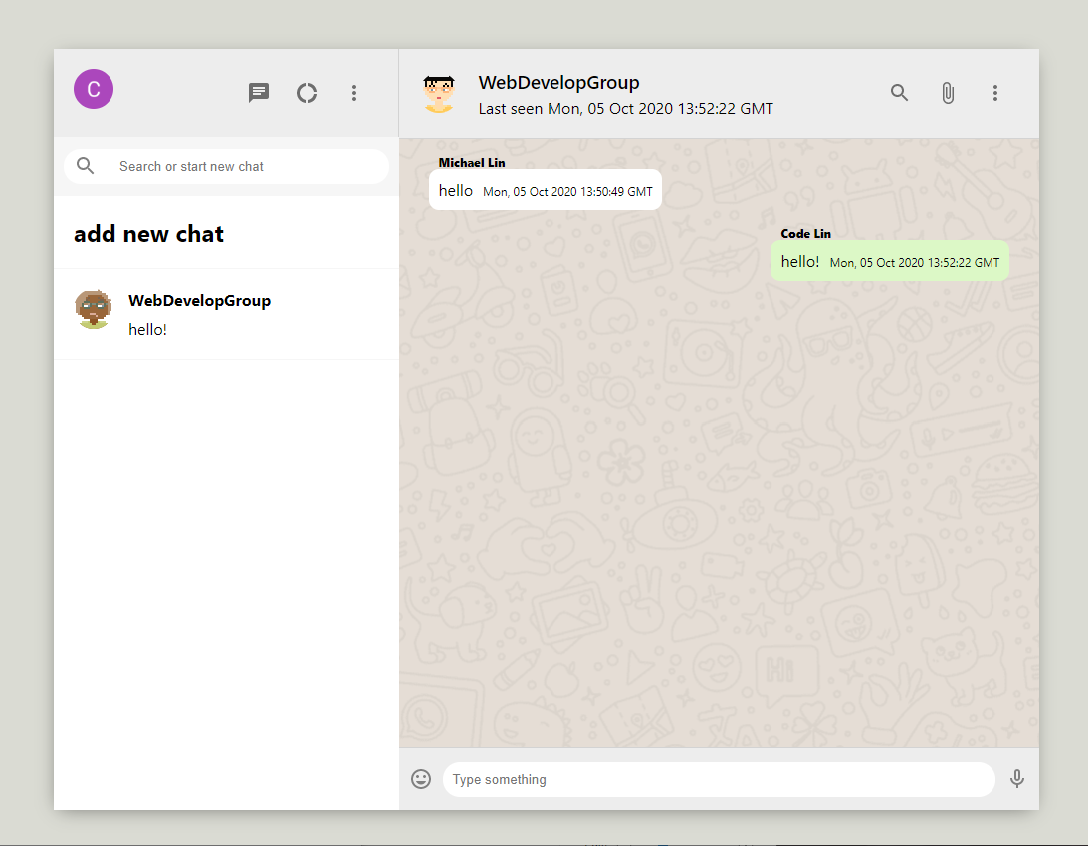 C
Search or start new chat
add new chat
WebDevelopGroup
hello!
WebDevelopGroup
Last seen Mon, 05 Oct 2020 13:52:22 GMT
Michael Lin
hello Mon, 05 Oct 2020 13:50:49 GMT
Code Lin
hello! Mon, 05 Oct 2020 13:52:22 GMT
Hi
Type something